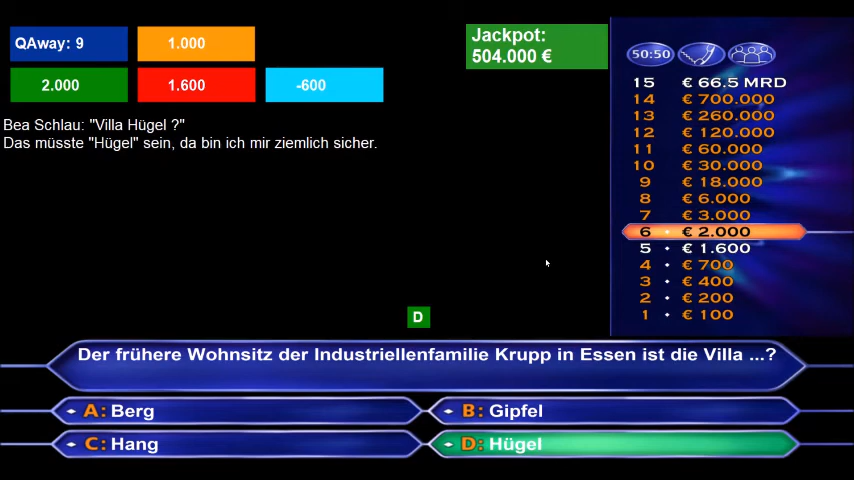 QAway: 9
1.000
2.000
1.600
-600
Jackpot:
504.000 €
Bea Schlau: "Villa Hügel ?"
Das müsste "Hügel" sein, da bin ich mir ziemlich sicher.
50:50
15 € 66.5 MRD
14 € 700.000
13 € 260.000
12 € 120.000
11 € 60.000
10 € 30.000
9 € 18.000
8 € 6.000
7 € 3.000
6 € 2.000
5 € 1.600
4 € 700
3 € 400
2 € 200
1 € 100
D
Der frühere Wohnsitz der Industriellenfamilie Krupp in Essen ist die Villa ...?
A: Berg
B: Gipfel
C: Hang
D: Hügel